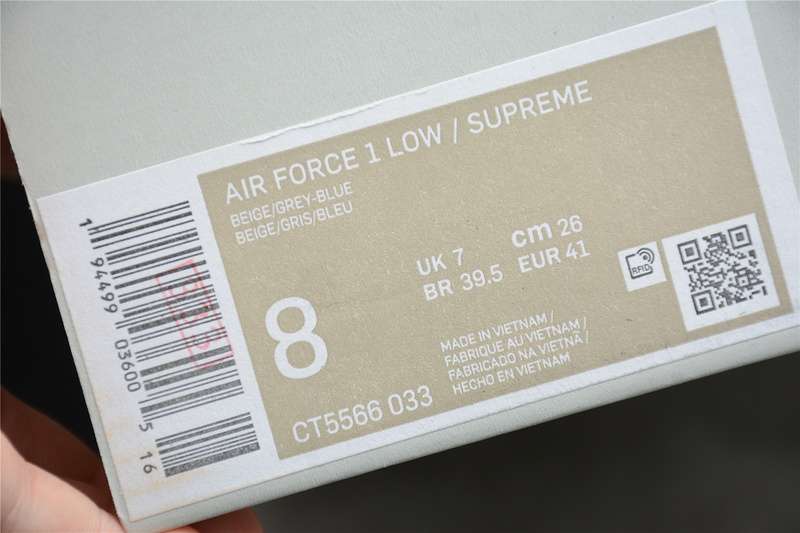 AIR FORCE 1 LOW / SUPREME
BEIGE/GREY-BLUE
BEIGE/GRIS/BLEU
8
UK 7
cm 26
BR 39.5
EUR 41
CT5566 033
MADE IN VIETNAM /
FABRIQUE AU VIETNAM /
FABRICADO NA VIETNÃ /
HECHO EN VIETNAM
RFID
1 94499 03600 5 16